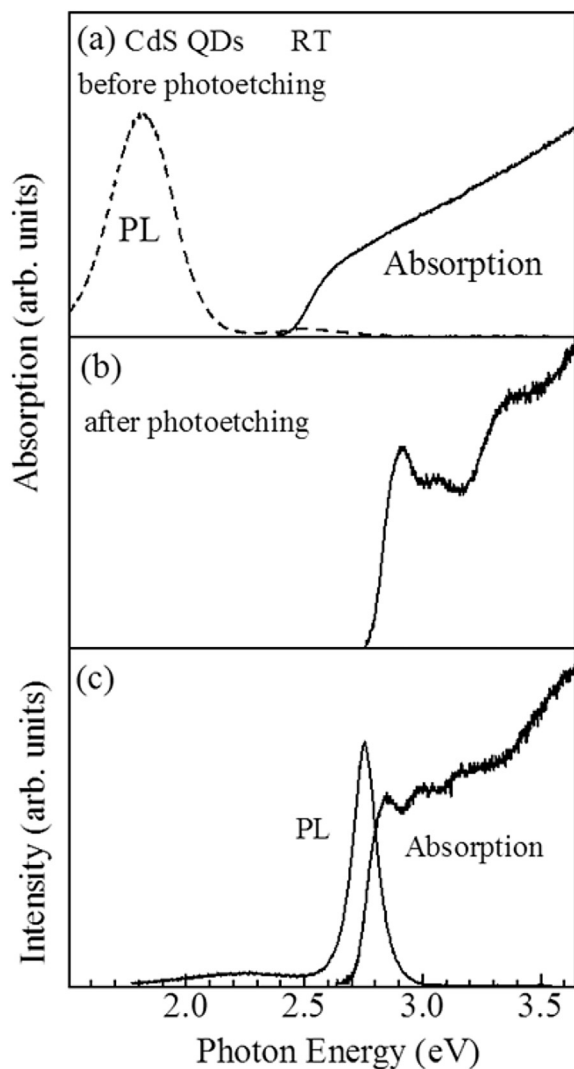 (a) CdS QDs RT
before photoetching
PL
Absorption
Absorption (arb. units)
(b)
after photoetching
(c)
PL
Absorption
Intensity (arb. units)
2.0 2.5 3.0 3.5
Photon Energy (eV)